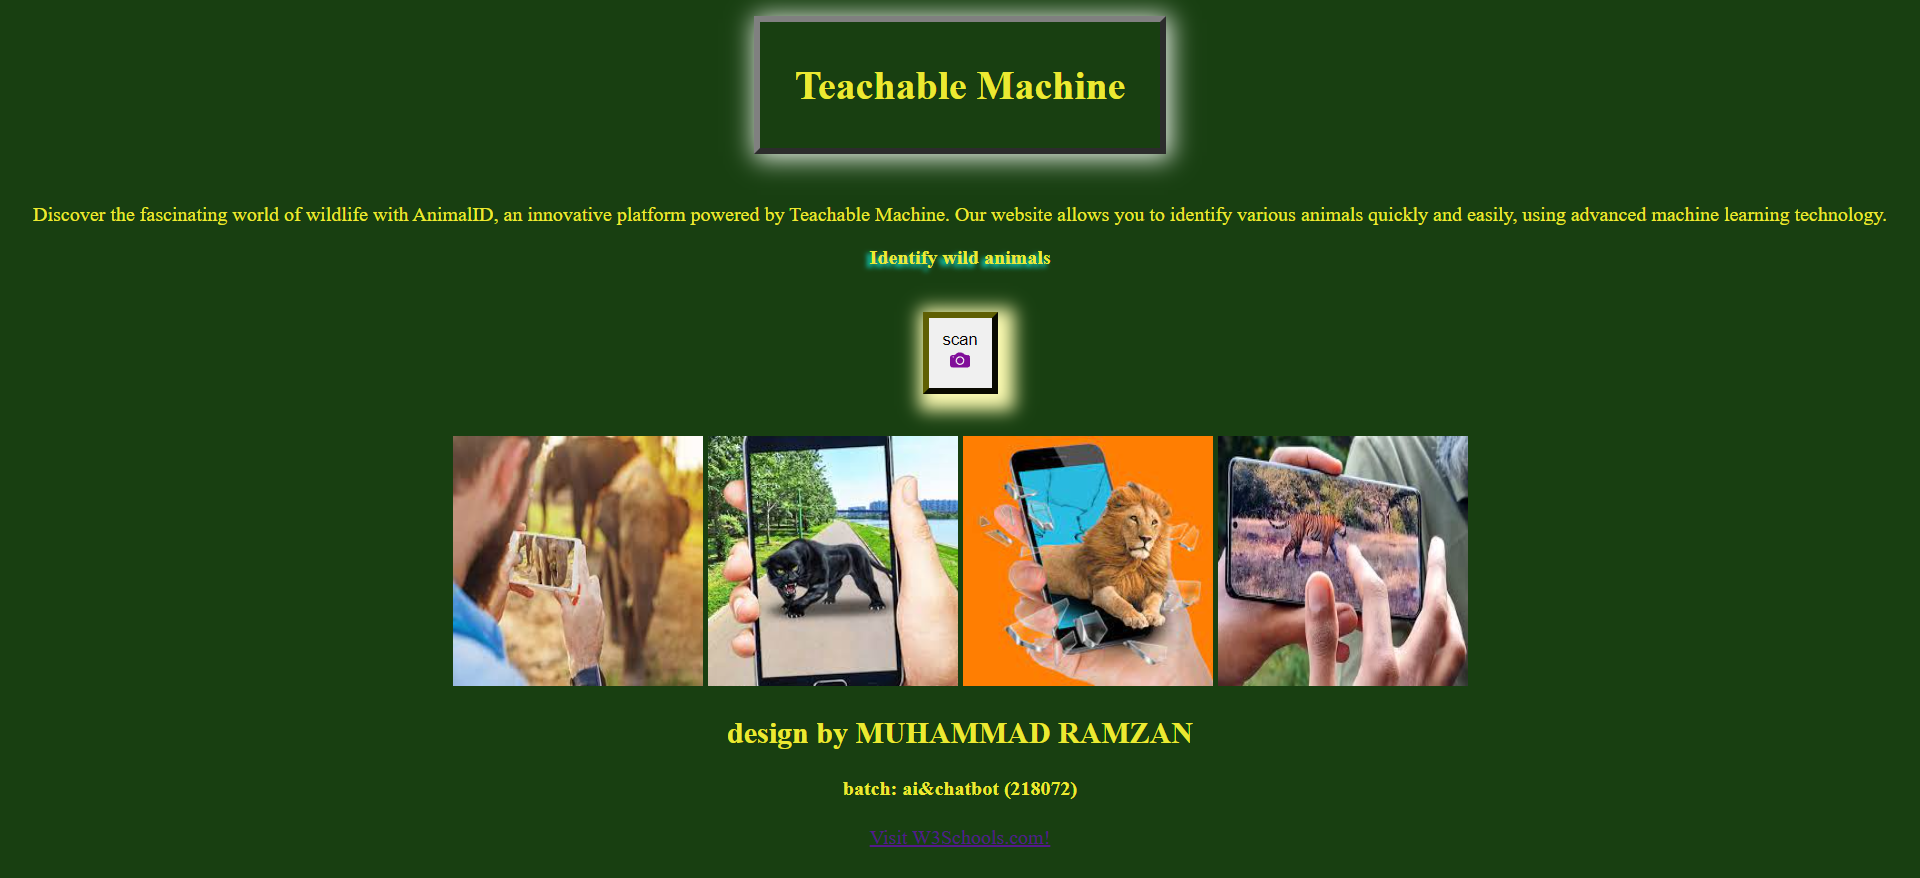 Teachable Machine
Discover the fascinating world of wildlife with AnimalID, an innovative platform powered by Teachable Machine. Our website allows you to identify various animals quickly and easily, using advanced machine learning technology.
Identify wild animals
scan
design by MUHAMMAD RAMZAN
batch: ai&chatbot (218072)
Visit W3Schools.com!